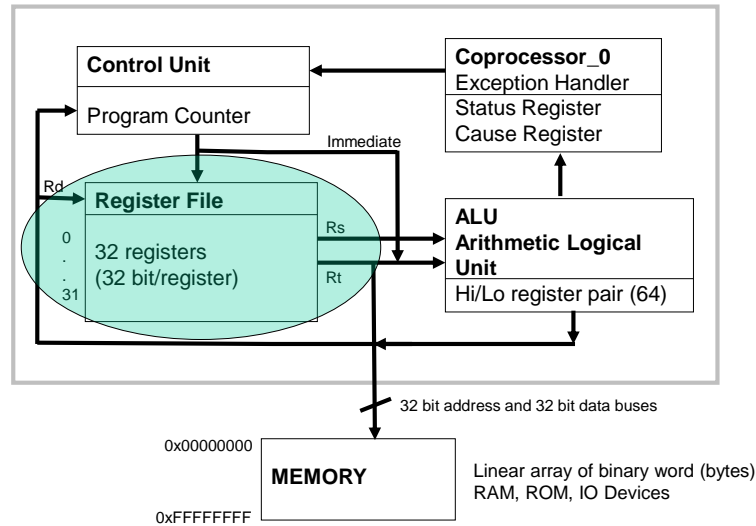 Control Unit
Program Counter
Coprocessor_0
Exception Handler
Status Register
Cause Register
Immediate
Rd
Register File
0
.
.
31
32 registers
(32 bit/register)
Rs
Rt
ALU
Arithmetic Logical
Unit
Hi/Lo register pair (64)
32 bit address and 32 bit data buses
0x00000000
MEMORY
0xFFFFFFFF
Linear array of binary word (bytes)
RAM, ROM, IO Devices